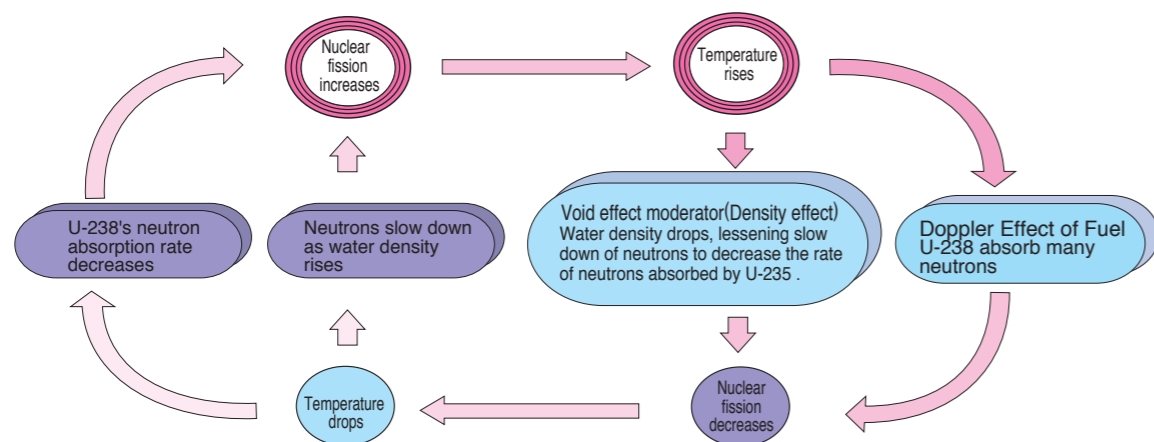 Nuclear
fission
increases
Temperature
rises
U-238's neutron
absorption rate
decreases
Neutrons slow down
as water density
rises
Void effect moderator(Density effect)
Water density drops, lessening slow
down of neutrons to decrease the rate
of neutrons absorbed by U-235 .
Doppler Effect of Fuel
U-238 absorb many
neutrons
Temperature
drops
Nuclear
fission
decreases